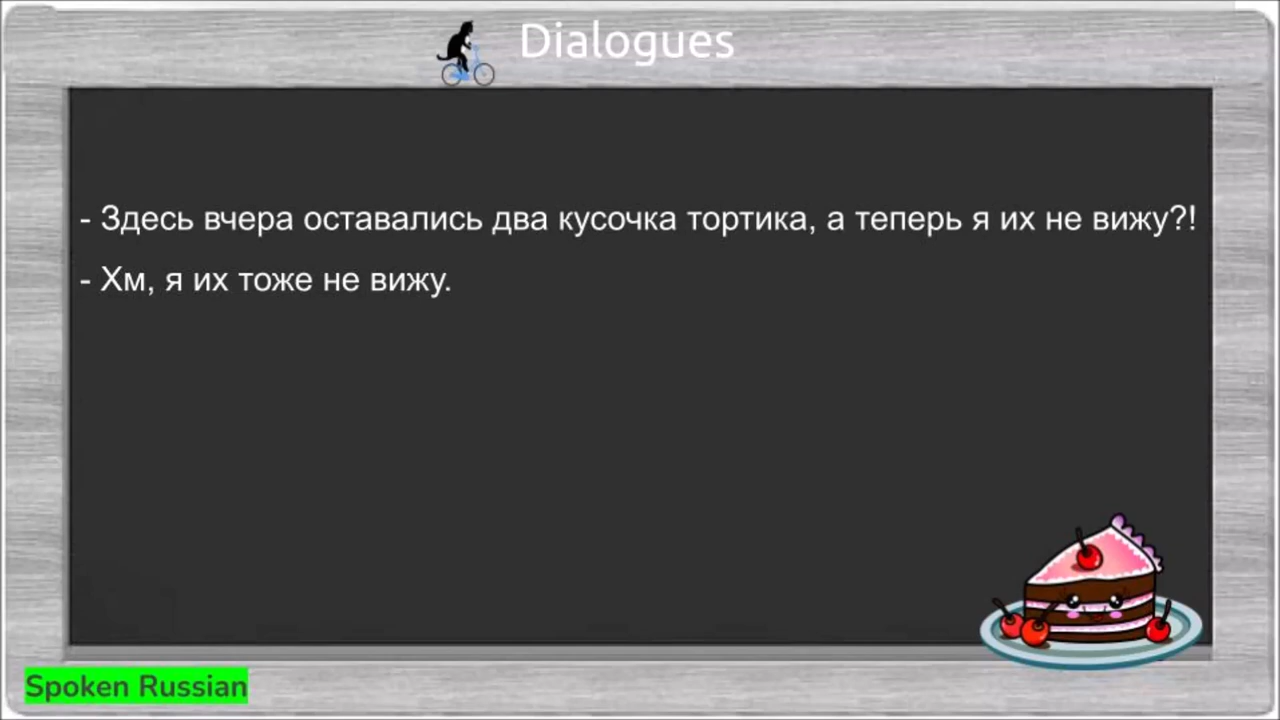 Dialogues
- Здесь вчера оставались два кусочка тортика, а теперь я их не вижу?!
- Хм, я их тоже не вижу.
Spoken Russian